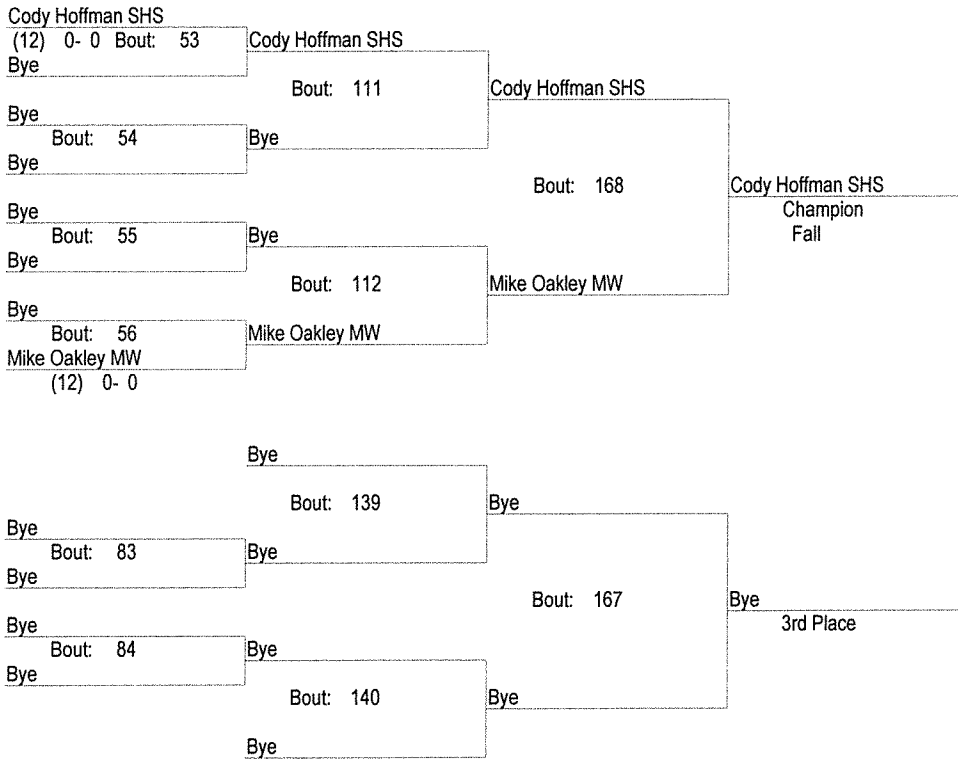 Cody Hoffman SHS
(12) 0- 0 Bout: 53 Cody Hoffman SHS
Bye
Bout: 111 Cody Hoffman SHS
Bye
Bout: 54 Bye
Bye
Bout: 168 Cody Hoffman SHS
Champion
Fall
Bye
Bout: 55 Bye
Bye
Bout: 112 Mike Oakley MW
Bye
Bout: 56 Mike Oakley MW
Mike Oakley MW
(12) 0- 0
Bye
Bout: 139 Bye
Bye
Bout: 83 Bye
Bye
Bout: 167 Bye
3rd Place
Bye
Bout: 84 Bye
Bye
Bout: 140 Bye
Bye